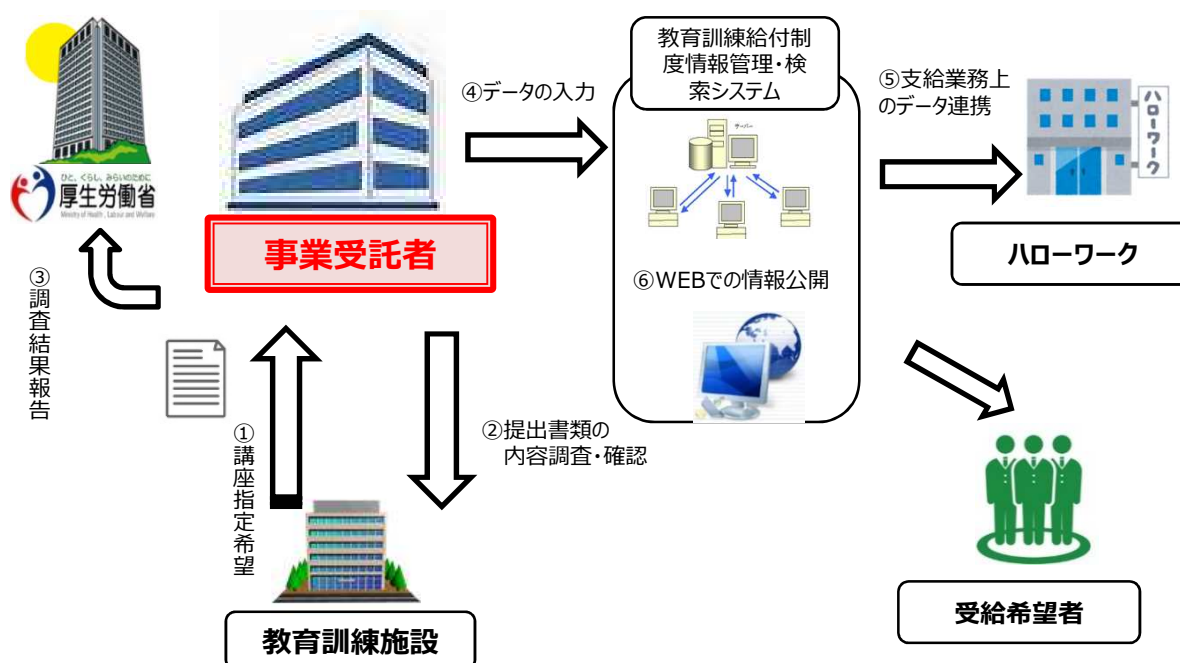 ひと、くらし、みらいのために
厚生労働省
Ministry of Health, Labour and Welfare
事業受託者
③調査結果報告
①講座指定希望
②提出書類の
内容調査・確認
教育訓練施設
④データの入力
教育訓練給付制
度情報管理・検
索システム
サーバー
⑥WEBでの情報公開
⑤支給業務上
のデータ連携
ハローワーク
ハローワーク
受給希望者